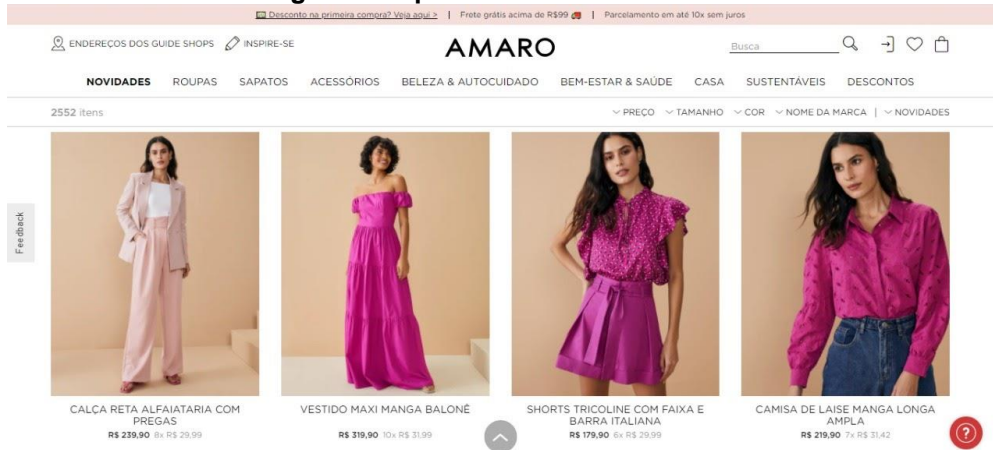 Desconto na primeira compra? Veja aqui > | Frete grátis acima de R$99 | Parcelamento em até 10x sem juros
ENDEREÇOS DOS GUIDE SHOPS INSPIRE-SE AMARO Busca
NOVIDADES ROUPAS SAPATOS ACESSÓRIOS BELEZA & AUTOCUIDADO BEM-ESTAR & SAÚDE CASA SUSTENTÁVEIS DESCONTOS
2552 itens PREÇO TAMANHO COR NOME DA MARCA | NOVIDADES
Feedback
CALÇA RETA ALFAIATARIA COM
PREGAS
R$ 239,90 8x R$ 29,99
VESTIDO MAXI MANGA BALONÊ
R$ 319,90 10x R$ 31,99
SHORTS TRICOLINE COM FAIXA E
BARRA ITALIANA
R$ 179,90 6x R$ 29,99
CAMISA DE LAISE MANGA LONGA
AMPLA
R$ 219,90 7x R$ 31,42
?